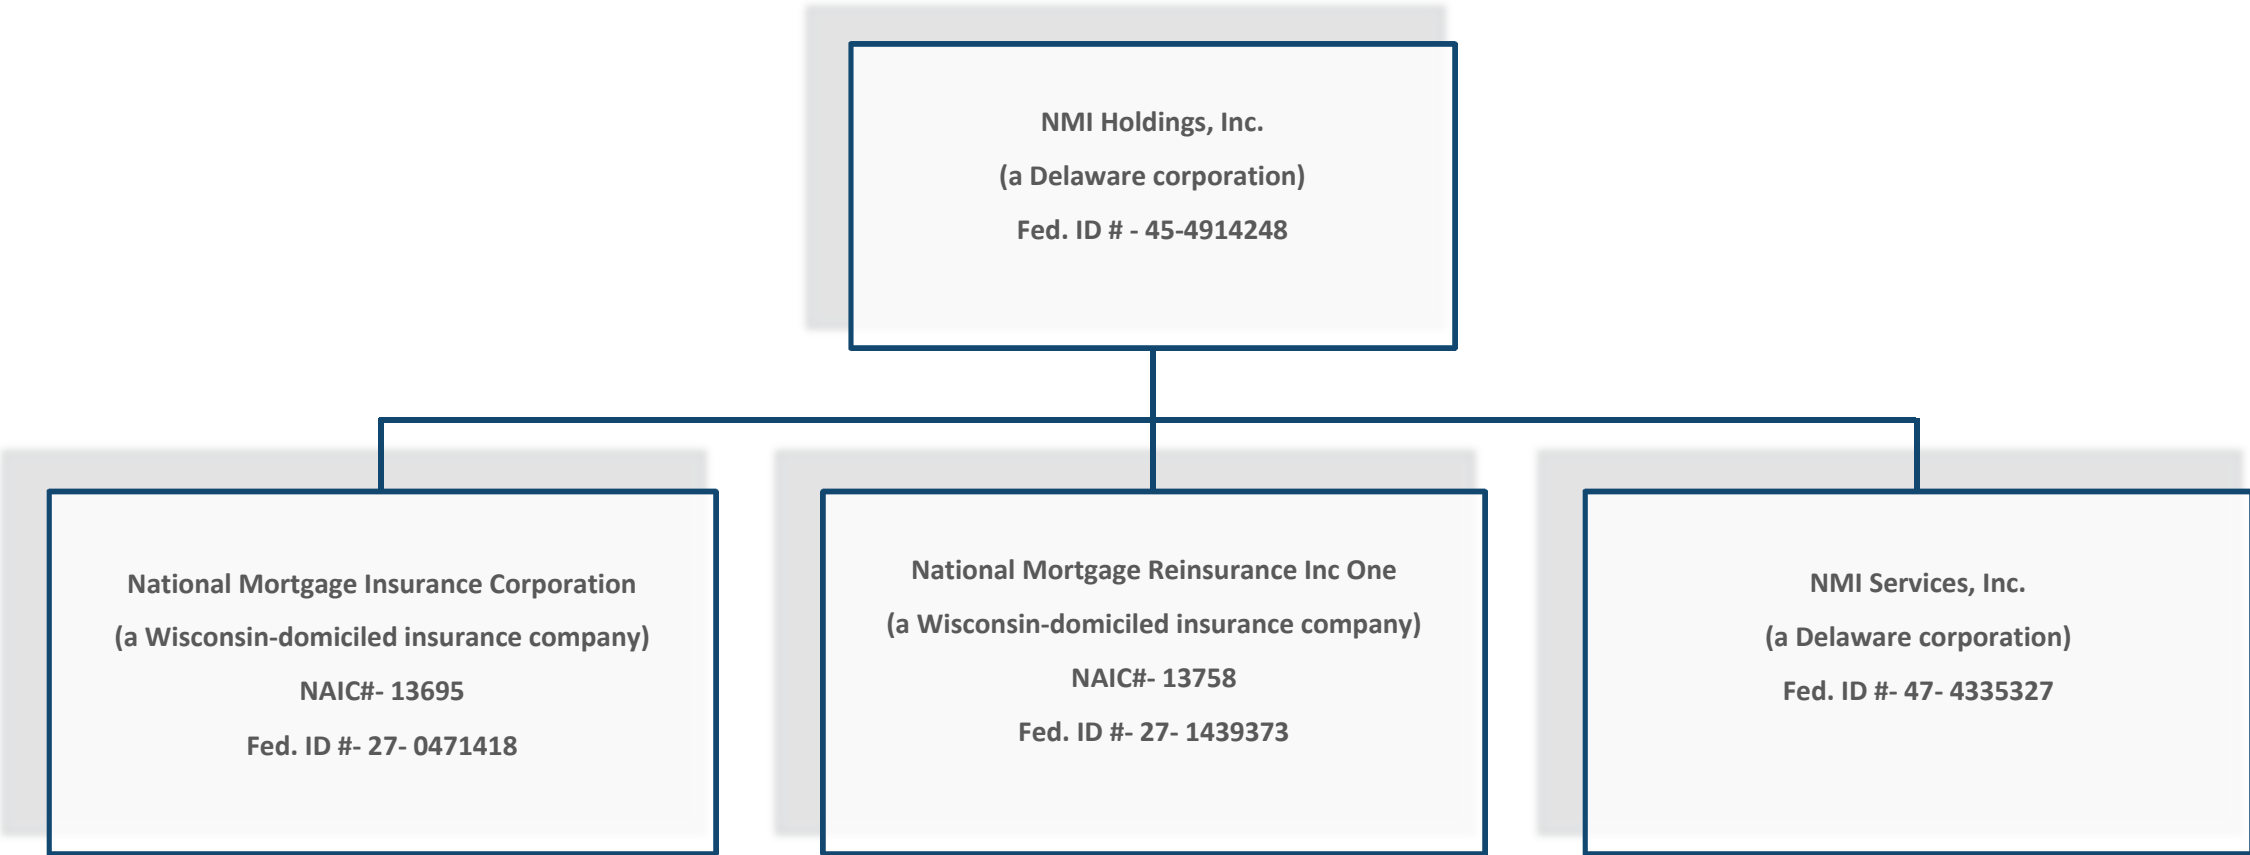 NMI Holdings, Inc.
(a Delaware corporation)
Fed. ID # - 45-4914248
National Mortgage Insurance Corporation
(a Wisconsin-domiciled insurance company)
NAIC#- 13695
Fed. ID #- 27- 0471418
National Mortgage Reinsurance Inc One
(a Wisconsin-domiciled insurance company)
NAIC#- 13758
Fed. ID #- 27- 1439373
NMI Services, Inc.
(a Delaware corporation)
Fed. ID #- 47- 4335327